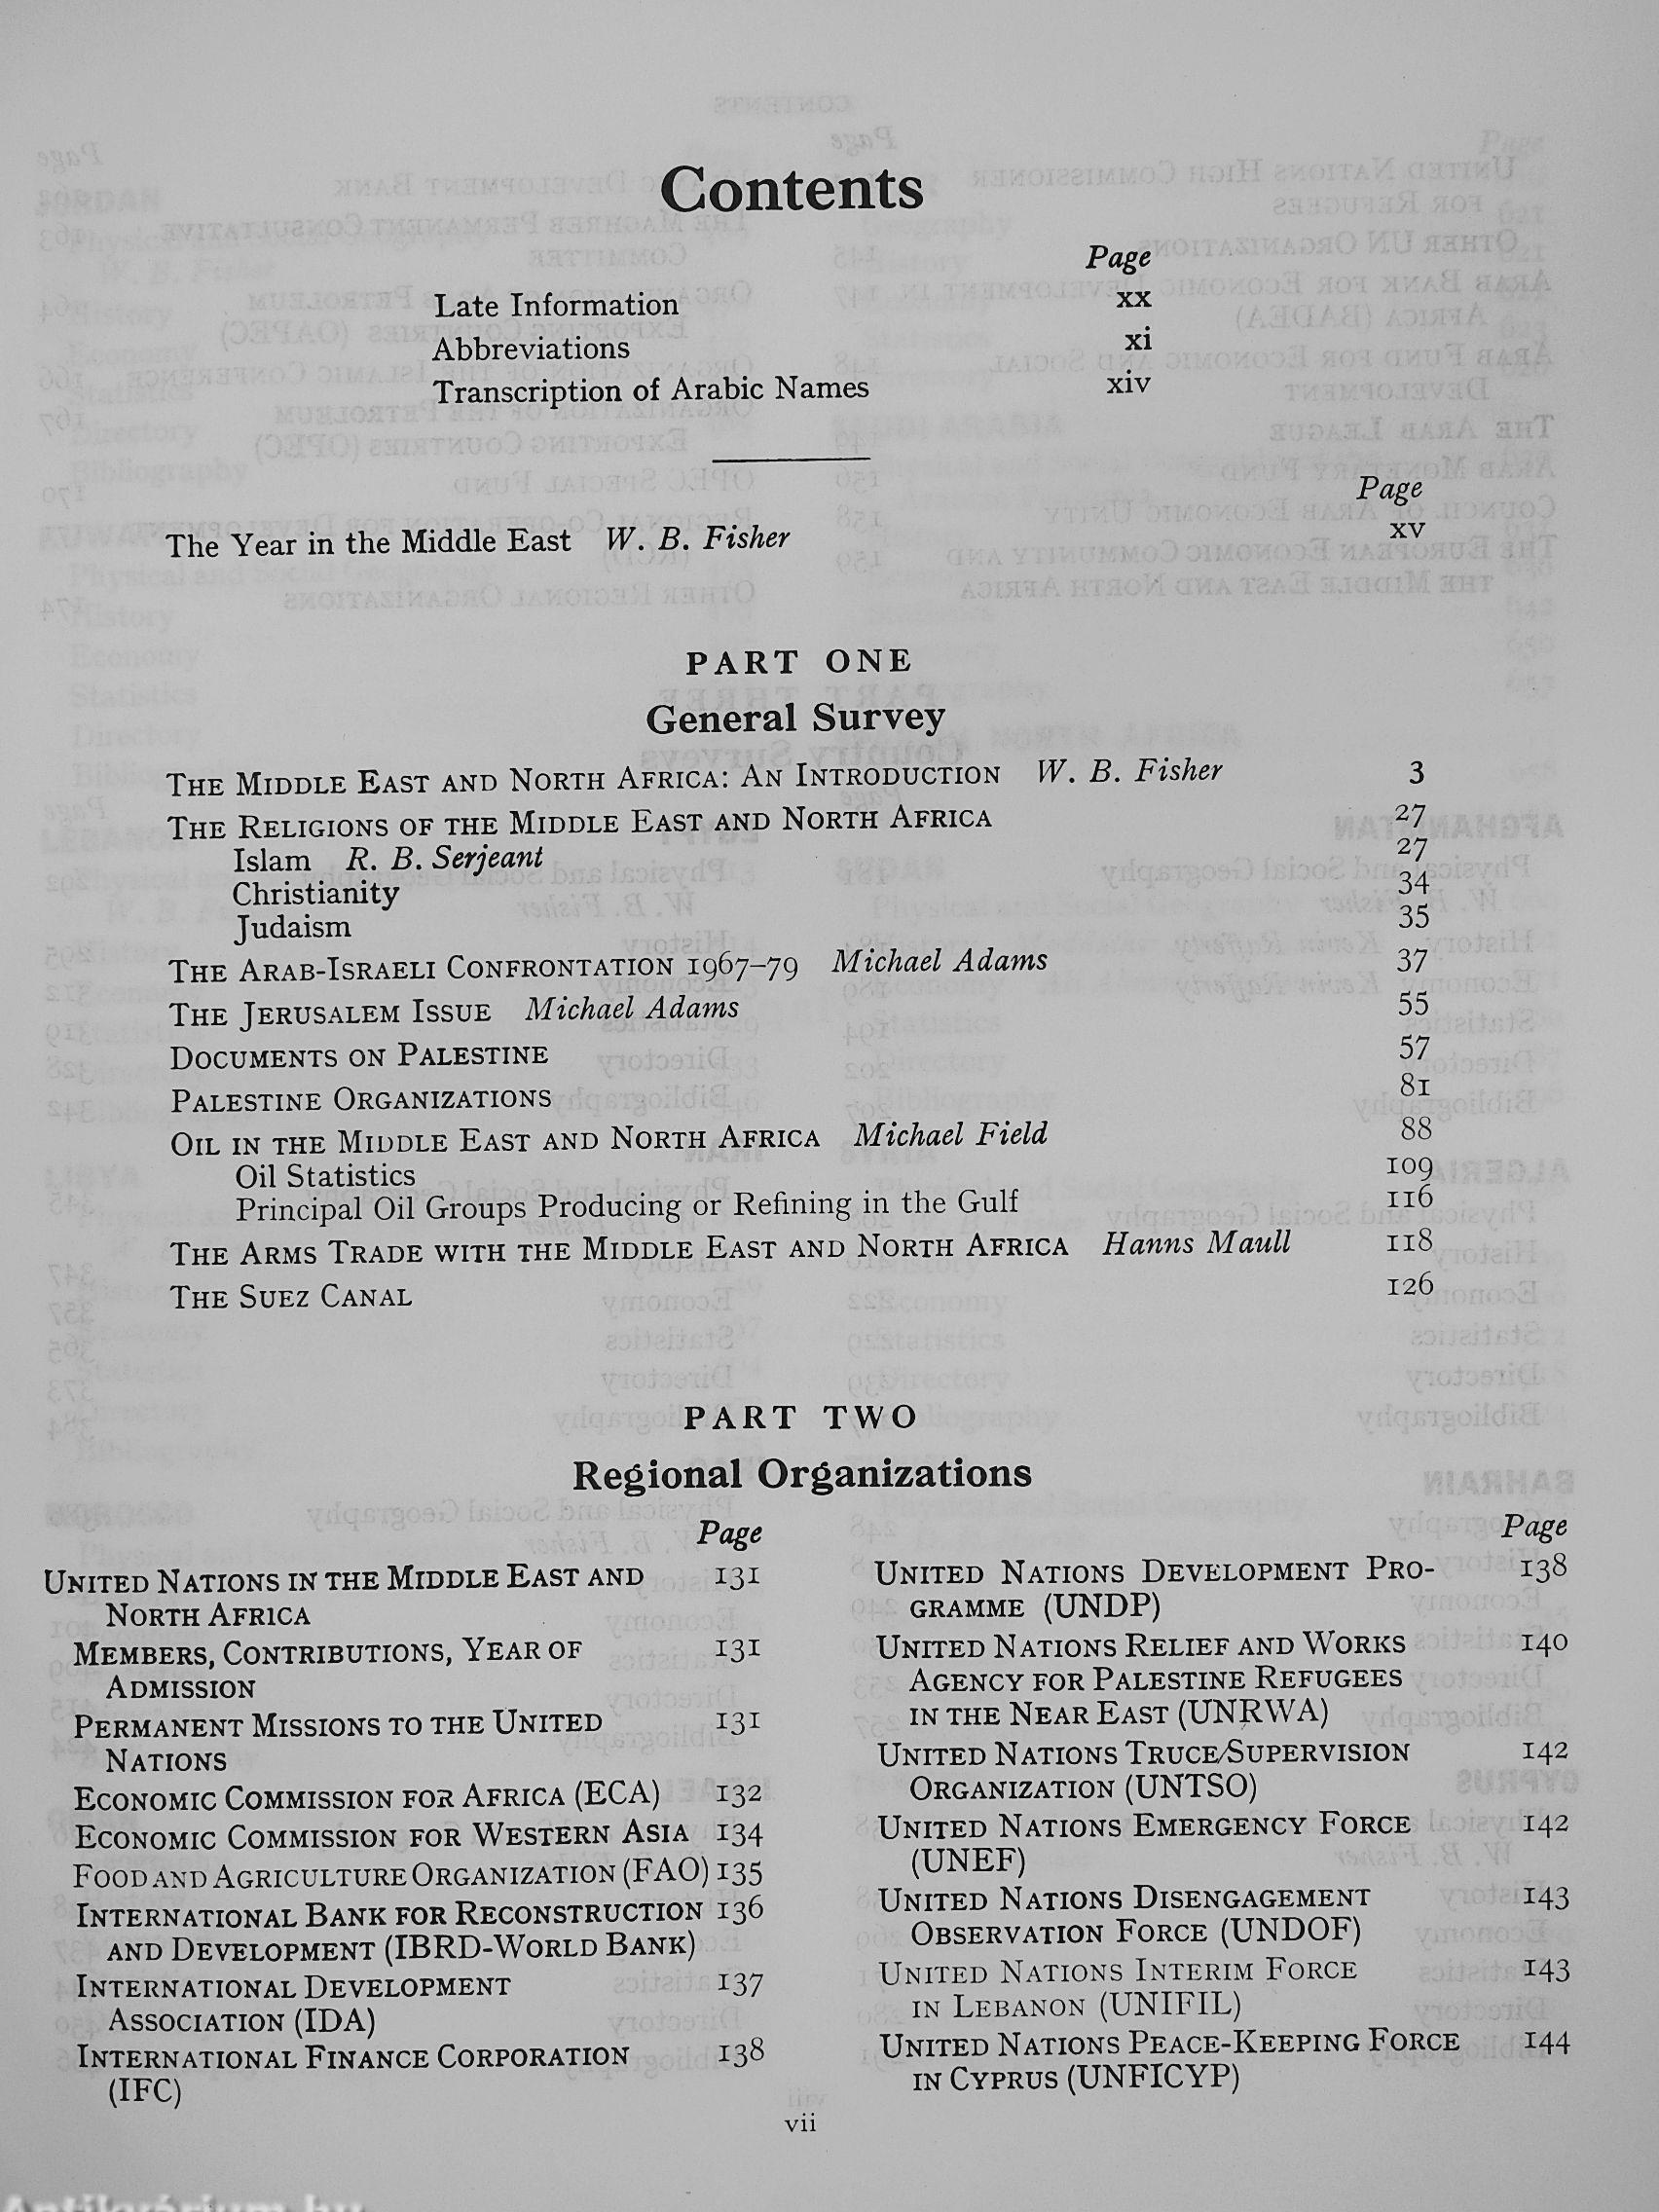 Contents
Page
Late Information xx
Abbreviations xi
Transcription of Arabic Names xiv
Page
The Year in the Middle East W. B. Fisher xv
PART ONE
General Survey
The Middle East and North Africa: An Introduction W. B. Fisher 3
The Religions of the Middle East and North Africa 27
Islam R. B. Serjeant 27
Christianity 34
Judaism 35
The Arab-Israeli Confrontation 1967–79 Michael Adams 37
The Jerusalem Issue Michael Adams 55
Documents on Palestine 57
Palestine Organizations 81
Oil in the Middle East and North Africa Michael Field 88
Oil Statistics 109
Principal Oil Groups Producing or Refining in the Gulf 116
The Arms Trade with the Middle East and North Africa Hanns Maull 118
The Suez Canal 126
PART TWO
Regional Organizations
Page
United Nations in the Middle East and 131
North Africa
Members, Contributions, Year of 131
Admission
Permanent Missions to the United 131
Nations
Economic Commission for Africa (ECA) 132
Economic Commission for Western Asia 134
Food and Agriculture Organization (FAO) 135
International Bank for Reconstruction 136
and Development (IBRD-World Bank)
International Development 137
Association (IDA)
International Finance Corporation 138
(IFC)
Page
United Nations Development Pro- 138
gramme (UNDP)
United Nations Relief and Works 140
Agency for Palestine Refugees
in the Near East (UNRWA)
United Nations Truce/Supervision 142
Organization (UNTSO)
United Nations Emergency Force 142
(UNEF)
United Nations Disengagement 143
Observation Force (UNDOF)
United Nations Interim Force 143
in Lebanon (UNIFIL)
United Nations Peace-Keeping Force 144
in Cyprus (UNFICYP)
vii
Antikvárium.hu